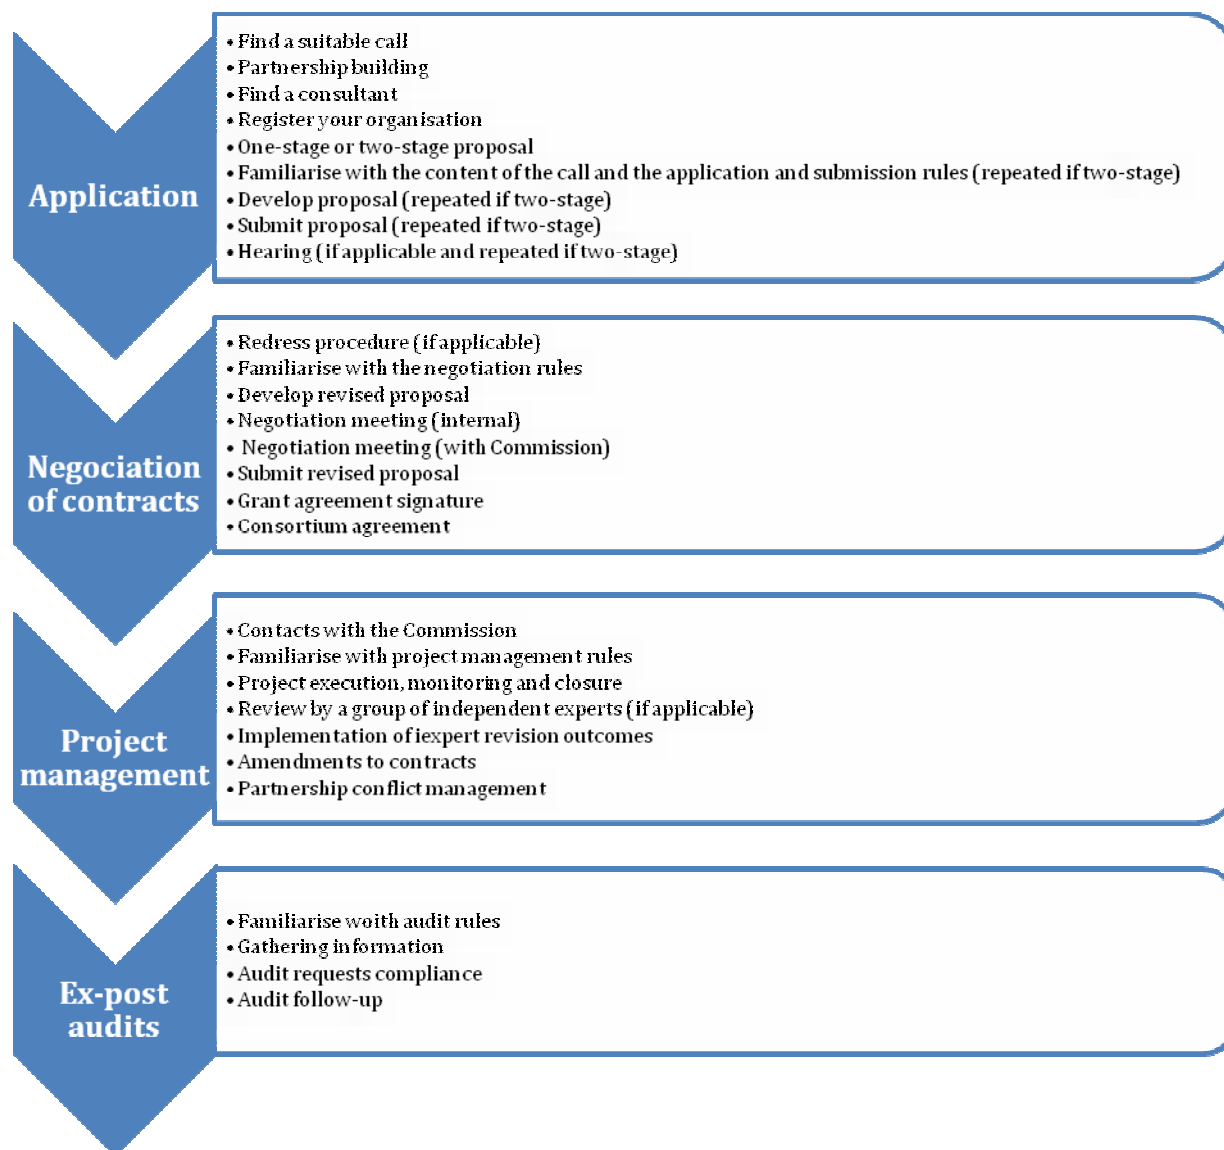 Application
• Find a suitable call
• Partnership building
• Find a consultant
• Register your organisation
• One-stage or two-stage proposal
• Familiarise with the content of the call and the application and submission rules (repeated if two-stage)
• Develop proposal (repeated if two-stage)
• Submit proposal (repeated if two-stage)
• Hearing (if applicable and repeated if two-stage)
Negociation
of contracts
• Redress procedure (if applicable)
• Familiarise with the negotiation rules
• Develop revised proposal
• Negotiation meeting (internal)
• Negotiation meeting (with Commission)
• Submit revised proposal
• Grant agreement signature
• Consortium agreement
Project
management
• Contacts with the Commission
• Familiarise with project management rules
• Project execution, monitoring and closure
• Review by a group of independent experts (if applicable)
• Implementation of iexpert revision outcomes
• Amendments to contracts
• Partnership conflict management
Ex-post
audits
• Familiarise woith audit rules
• Gathering information
• Audit requests compliance
• Audit follow-up